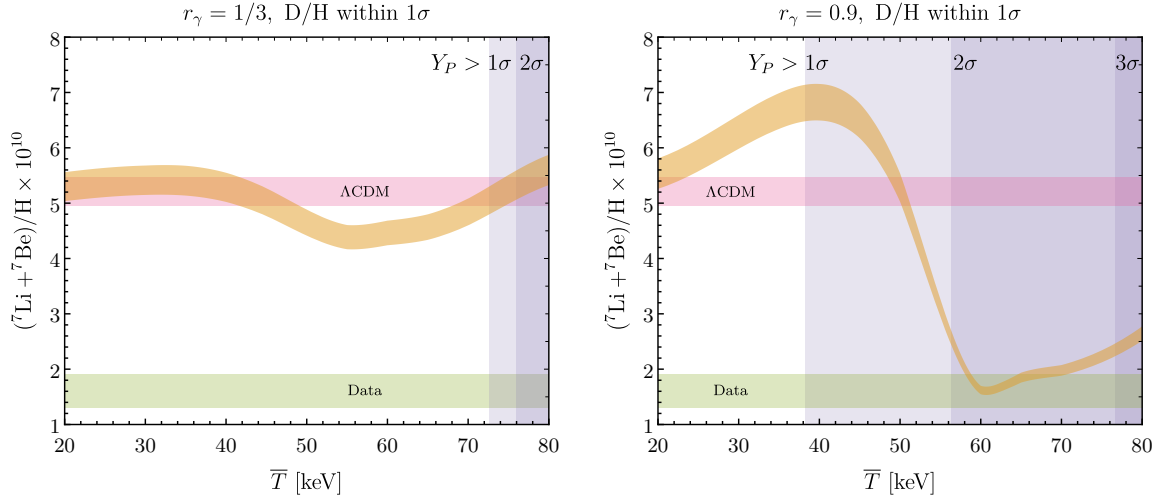 r_γ = 1/3, D/H within 1σ
Y_P > 1σ 2σ
(⁷Li + ⁷Be)/H × 10¹⁰
8
7
6
5
4
3
2
1
ΛCDM
Data
20 30 40 50 60 70 80
T̅ [keV]
r_γ = 0.9, D/H within 1σ
Y_P > 1σ 2σ 3σ
(⁷Li + ⁷Be)/H × 10¹⁰
8
7
6
5
4
3
2
1
ΛCDM
Data
20 30 40 50 60 70 80
T̅ [keV]